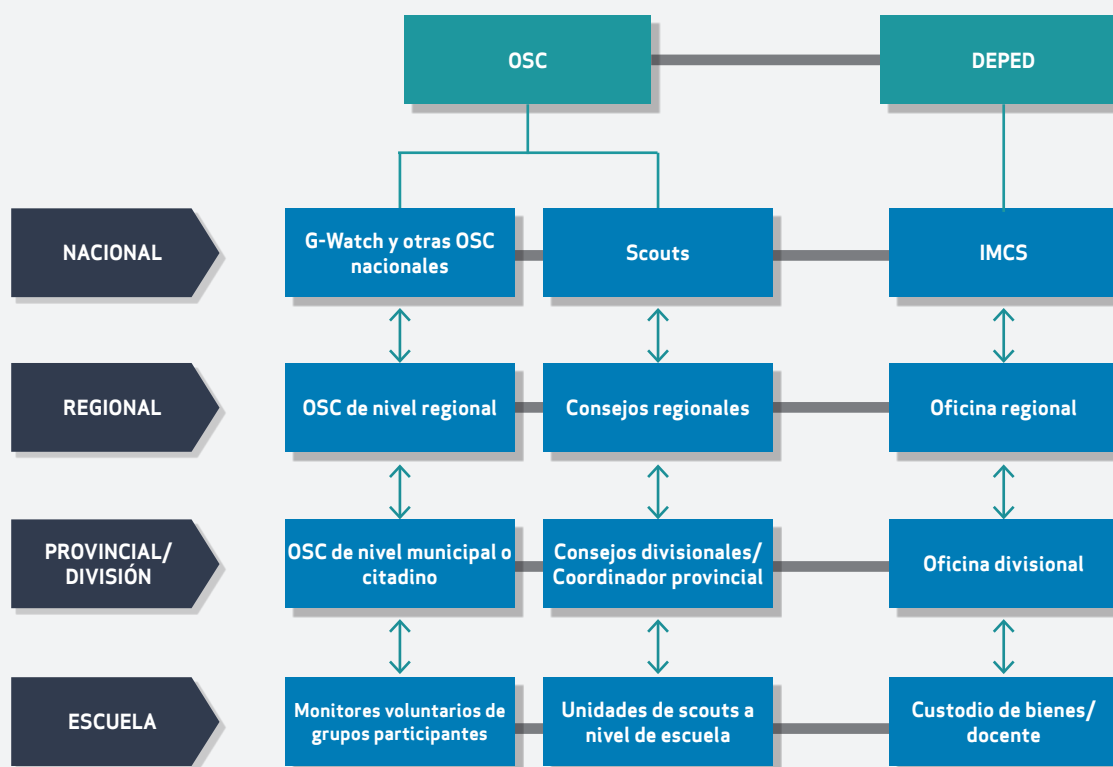 OSC
DEPED
NACIONAL
G-Watch y otras OSC
nacionales
Scouts
IMCS
REGIONAL
OSC de nivel regional
Consejos regionales
Oficina regional
PROVINCIAL/
DIVISIÓN
OSC de nivel municipal o
citadino
Consejos divisionales/
Coordinador provincial
Oficina divisional
ESCUELA
Monitores voluntarios de
grupos participantes
Unidades de scouts a
nivel de escuela
Custodio de bienes/
docente